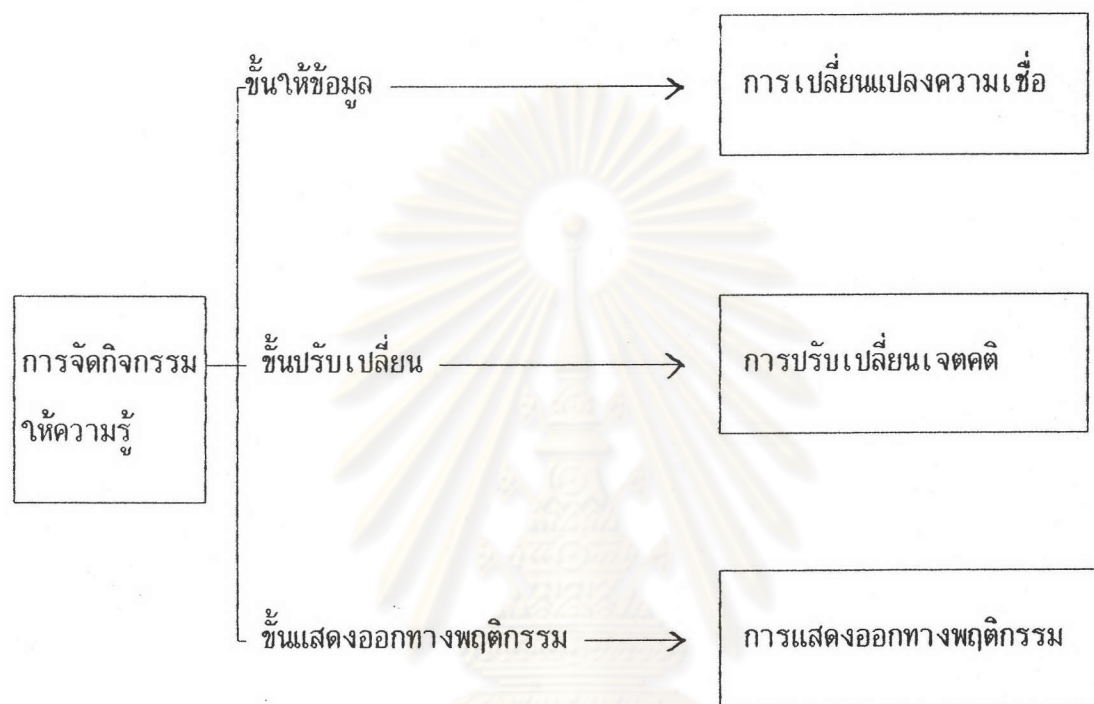 ขั้นให้ข้อมูล
การเปลี่ยนแปลงความเชื่อ
การจัดกิจกรรม
ให้ความรู้
ขั้นปรับเปลี่ยน
การปรับเปลี่ยนเจตคติ
ขั้นแสดงออกทางพฤติกรรม
การแสดงออกทางพฤติกรรม